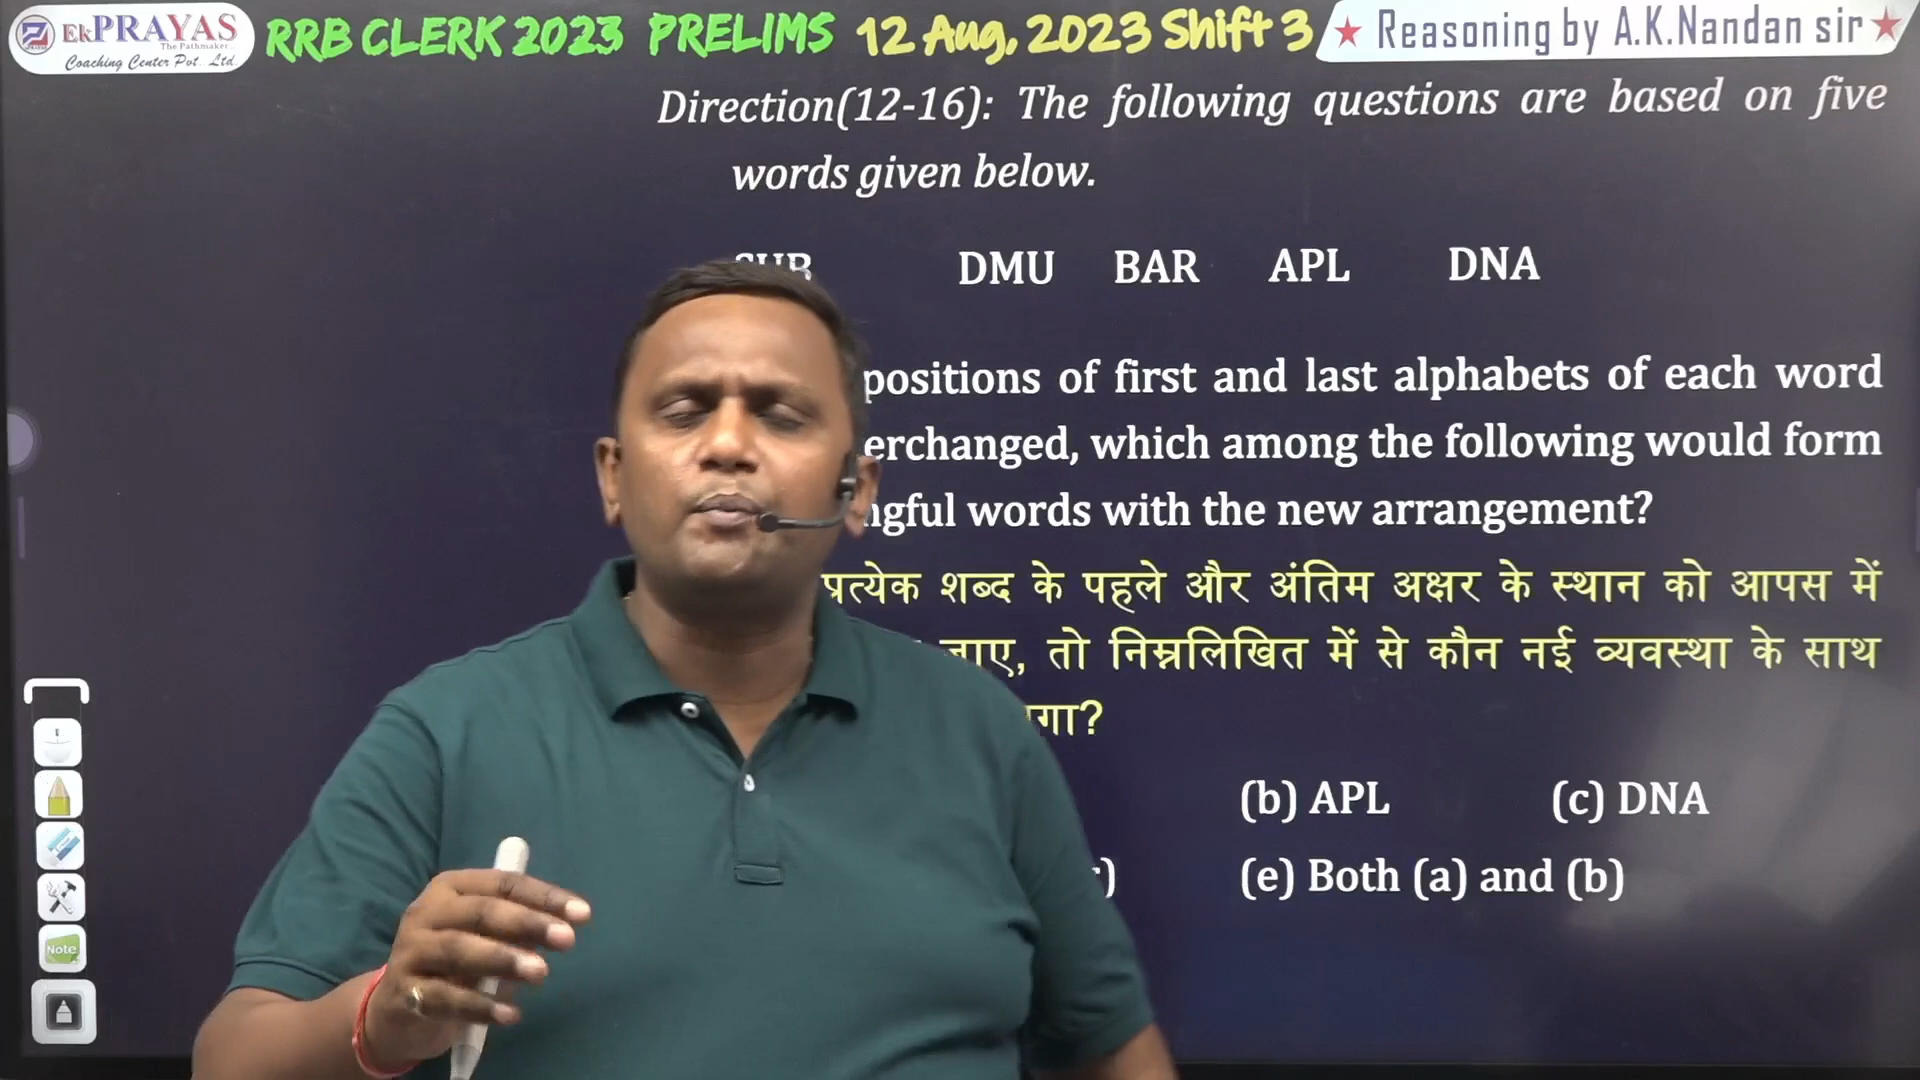 EkPRAYAS
The Pathmaker...
Coaching Center Pvt. Ltd.
RRB CLERK 2023 PRELIMS 12 Aug, 2023 Shift 3
Reasoning by A.K.Nandan sir
Direction(12-16): The following questions are based on five
words given below.
SUB DMU BAR APL DNA
positions of first and last alphabets of each word
erchanged, which among the following would form
ngful words with the new arrangement?
प्रत्येक शब्द के पहले और अंतिम अक्षर के स्थान को आपस में
जाए, तो निम्नलिखित में से कौन नई व्यवस्था के साथ
गा?
(b) APL (c) DNA
) (e) Both (a) and (b)
Note